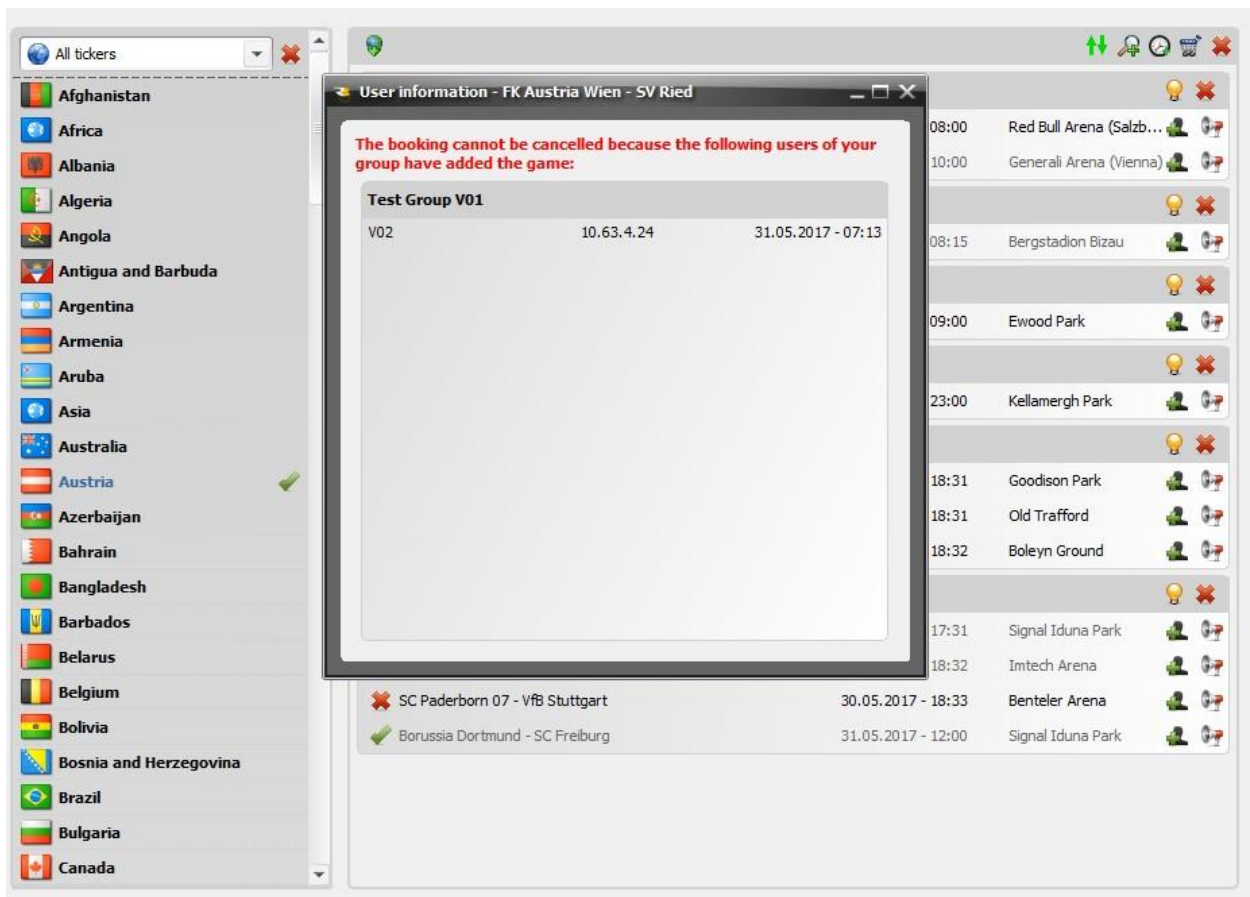 All tickers
Afghanistan
Africa
Albania
Algeria
Angola
Antigua and Barbuda
Argentina
Armenia
Aruba
Asia
Australia
Austria
Azerbaijan
Bahrain
Bangladesh
Barbados
Belarus
Belgium
Bolivia
Bosnia and Herzegovina
Brazil
Bulgaria
Canada
User information - FK Austria Wien - SV Ried
The booking cannot be cancelled because the following users of your
group have added the game:
Test Group V01
V02 10.63.4.24 31.05.2017 - 07:13
08:00 Red Bull Arena (Salzb...
10:00 Generali Arena (Vienna)
08:15 Bergstadion Bizau
09:00 Ewood Park
23:00 Kellamergh Park
18:31 Goodison Park
18:31 Old Trafford
18:32 Boleyn Ground
17:31 Signal Iduna Park
18:32 Imtech Arena
SC Paderborn 07 - VfB Stuttgart 30.05.2017 - 18:33 Benteler Arena
Borussia Dortmund - SC Freiburg 31.05.2017 - 12:00 Signal Iduna Park